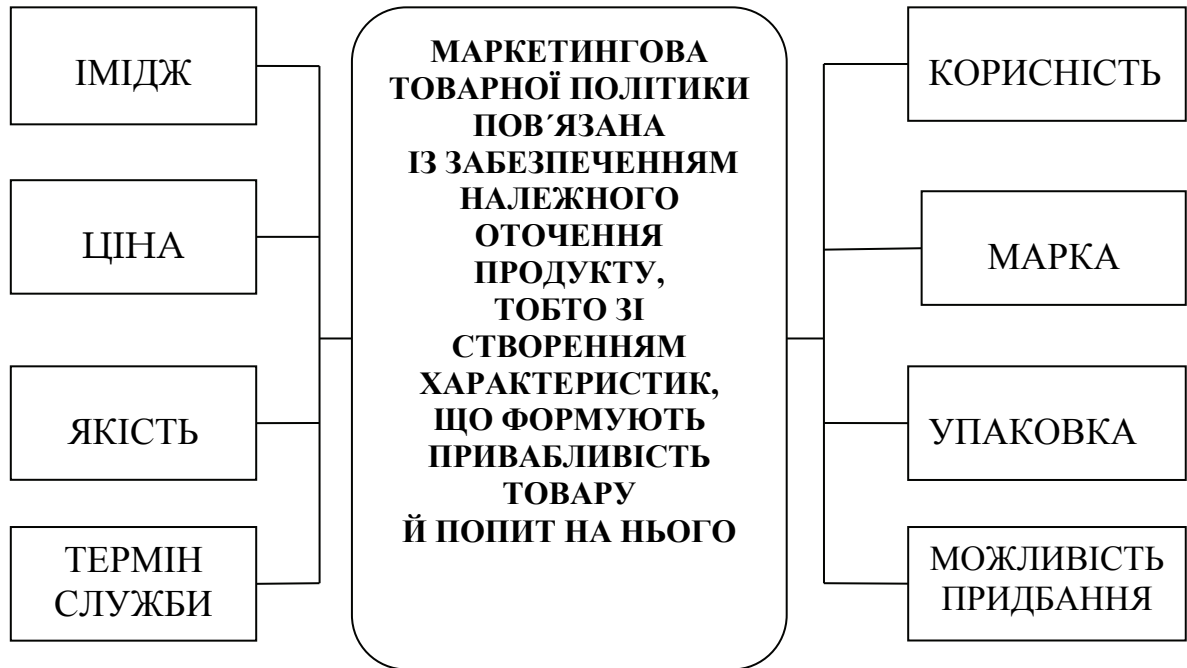 ІМІДЖ
ЦІНА
ЯКІСТЬ
ТЕРМІН
СЛУЖБИ
МАРКЕТИНГОВА
ТОВАРНОЇ ПОЛІТИКИ
ПОВ´ЯЗАНА
ІЗ ЗАБЕЗПЕЧЕННЯМ
НАЛЕЖНОГО
ОТОЧЕННЯ
ПРОДУКТУ,
ТОБТО ЗІ
СТВОРЕННЯМ
ХАРАКТЕРИСТИК,
ЩО ФОРМУЮТЬ
ПРИВАБЛИВІСТЬ
ТОВАРУ
Й ПОПИТ НА НЬОГО
КОРИСНІСТЬ
МАРКА
УПАКОВКА
МОЖЛИВІСТЬ
ПРИДБАННЯ